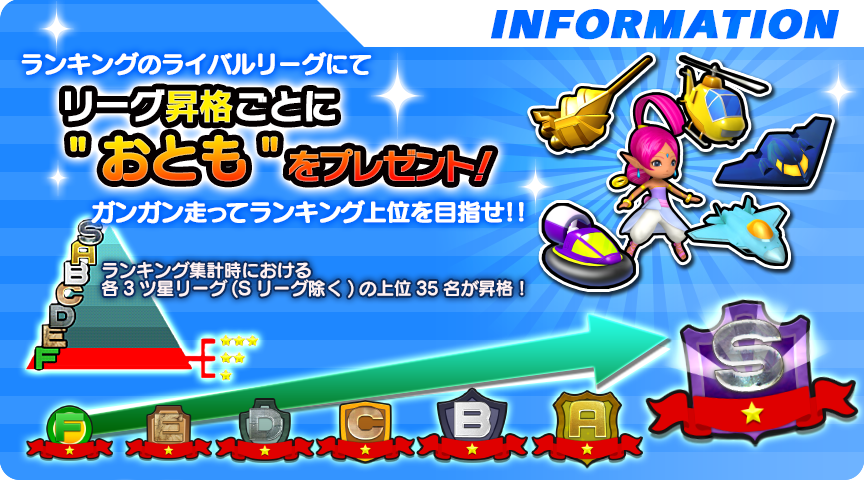 INFORMATION
ランキングのライバルリーグにて
リーグ昇格ごとに
"おとも"をプレゼント!
ガンガン走ってランキング上位を目指せ!!
S
A
B
C
D
E
F
ランキング集計時における
各3ツ星リーグ(Sリーグ除く)の上位35名が昇格!
F E D C B A S